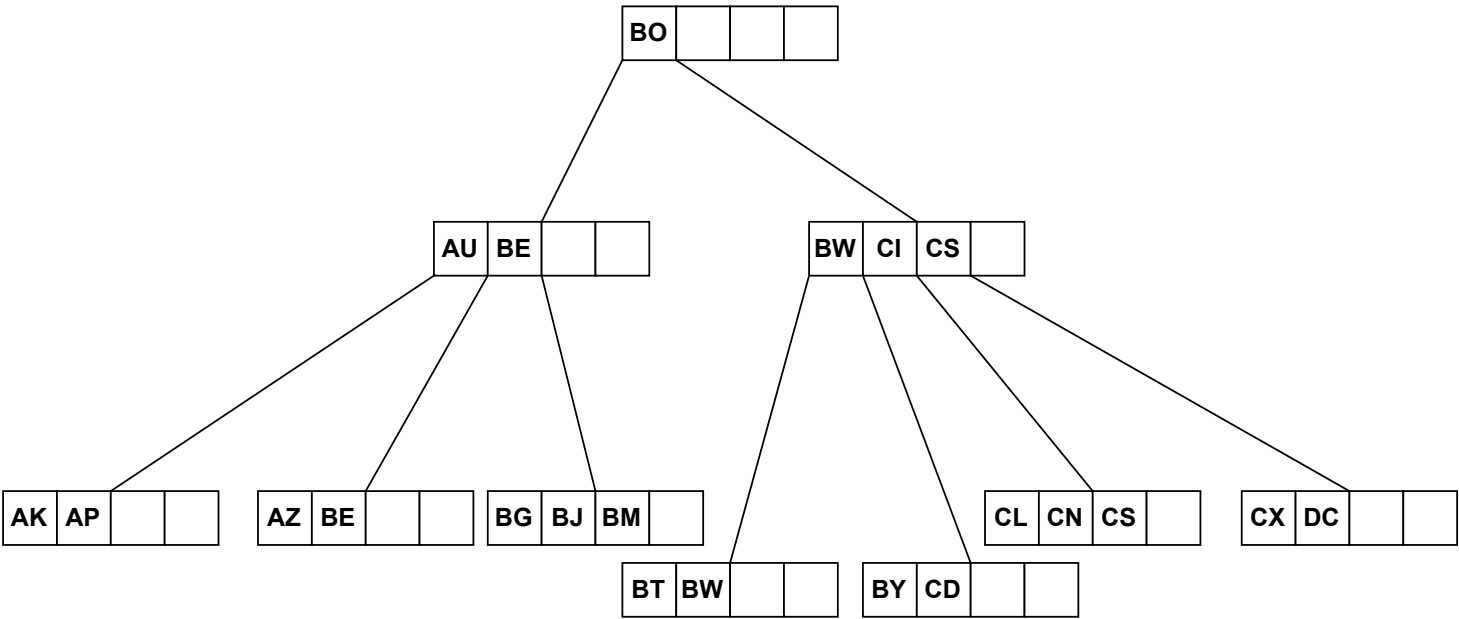 BO
AU BE
BW CI CS
AK AP
AZ BE
BG BJ BM
CL CN CS
CX DC
BT BW
BY CD